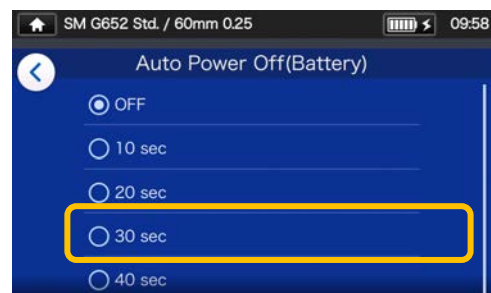 SM G652 Std. / 60mm 0.25 09:58
Auto Power Off(Battery)
OFF
10 sec
20 sec
30 sec
40 sec